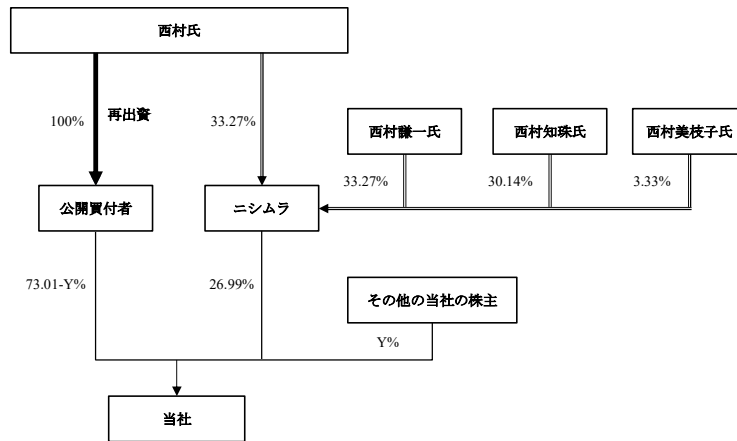 西村氏
100%
再出資
33.27%
西村謙一氏
西村知珠氏
西村美枝子氏
33.27%
30.14%
3.33%
公開買付者
ニシムラ
73.01-Y%
26.99%
その他の当社の株主
Y%
当社